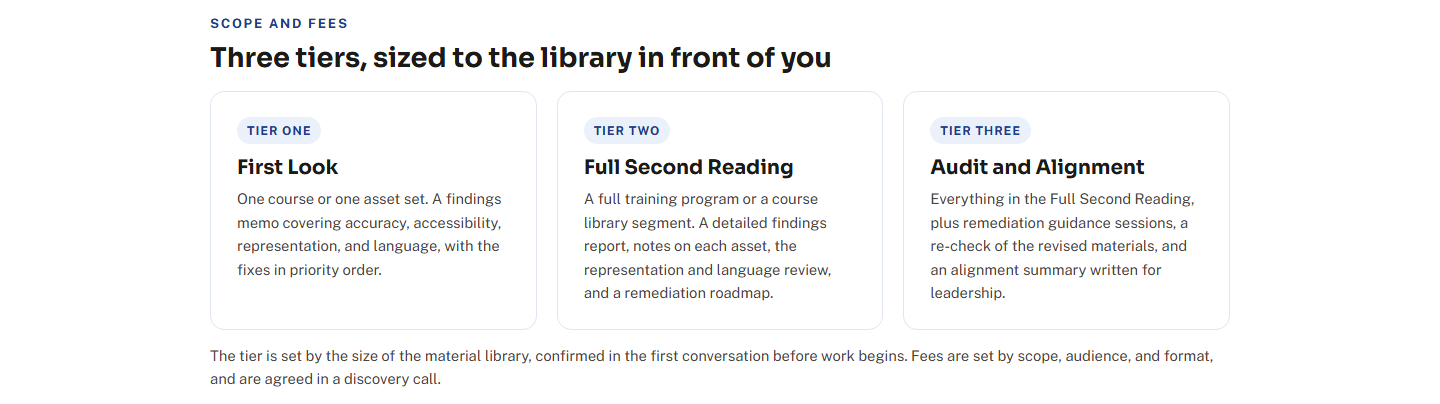 SCOPE AND FEES
Three tiers, sized to the library in front of you
TIER ONE
First Look
One course or one asset set. A findings
memo covering accuracy, accessibility,
representation, and language, with the
fixes in priority order.
TIER TWO
Full Second Reading
A full training program or a course
library segment. A detailed findings
report, notes on each asset, the
representation and language review,
and a remediation roadmap.
TIER THREE
Audit and Alignment
Everything in the Full Second Reading,
plus remediation guidance sessions, a
re-check of the revised materials, and
an alignment summary written for
leadership.
The tier is set by the size of the material library, confirmed in the first conversation before work begins. Fees are set by scope, audience, and format,
and are agreed in a discovery call.